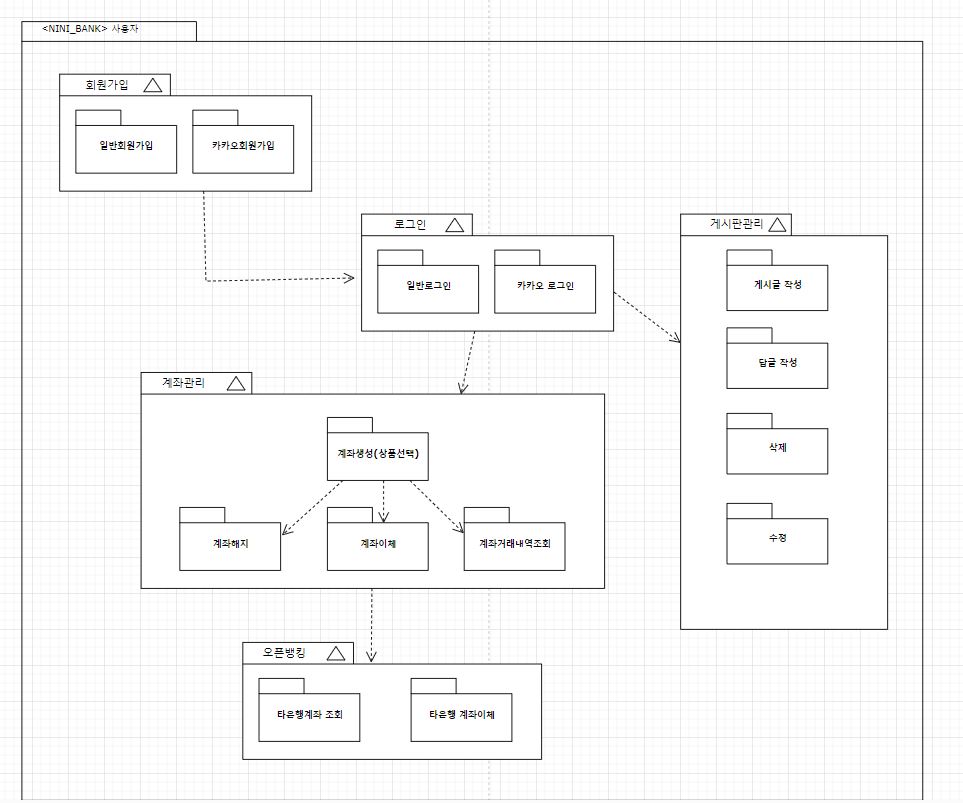 <NINI_BANK> 사용자
회원가입
일반회원가입
카카오회원가입
로그인
일반로그인
카카오 로그인
게시판관리
게시글 작성
답글 작성
삭제
수정
계좌관리
계좌생성(상품선택)
계좌해지
계좌이체
계좌거래내역조회
오픈뱅킹
타은행계좌 조회
타은행 계좌이체